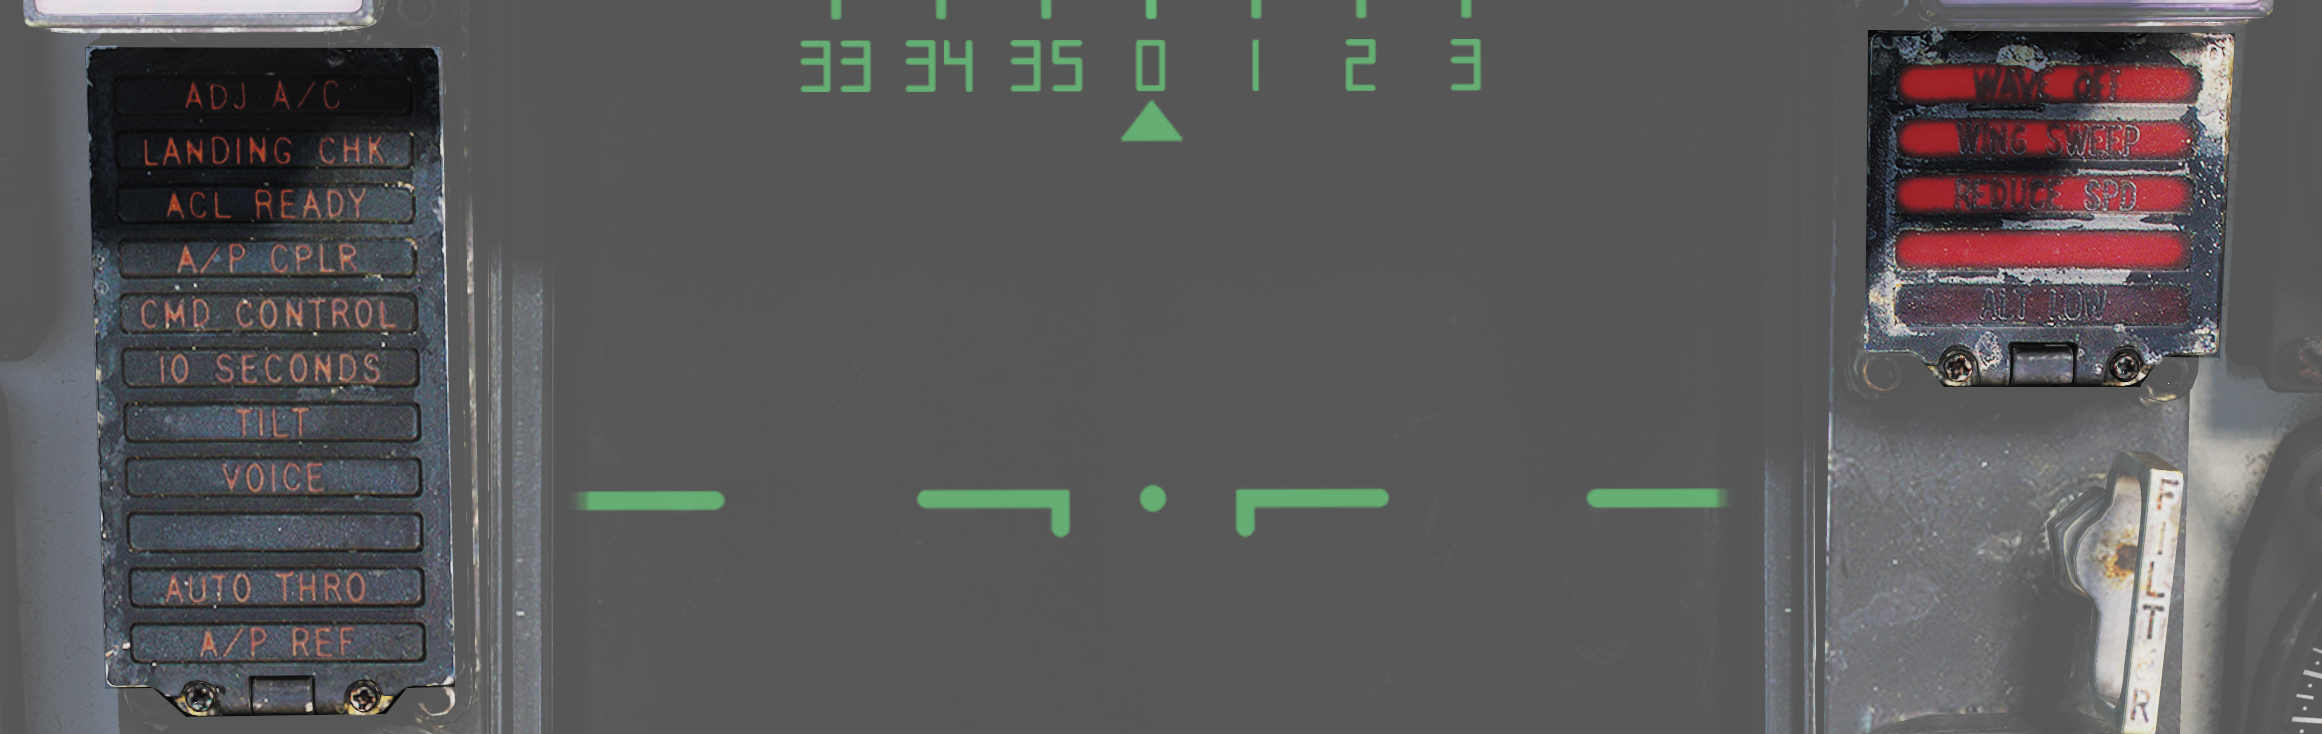 ADJ A/C
LANDING CHK
ACL READY
A/P CPLR
CMD CONTROL
10 SECONDS
TILT
VOICE
AUTO THRO
A/P REF
33 34 35 0 1 2 3
WAVE OFF
WING SWEEP
REDUCE SPD
ALT LOW
FILTER